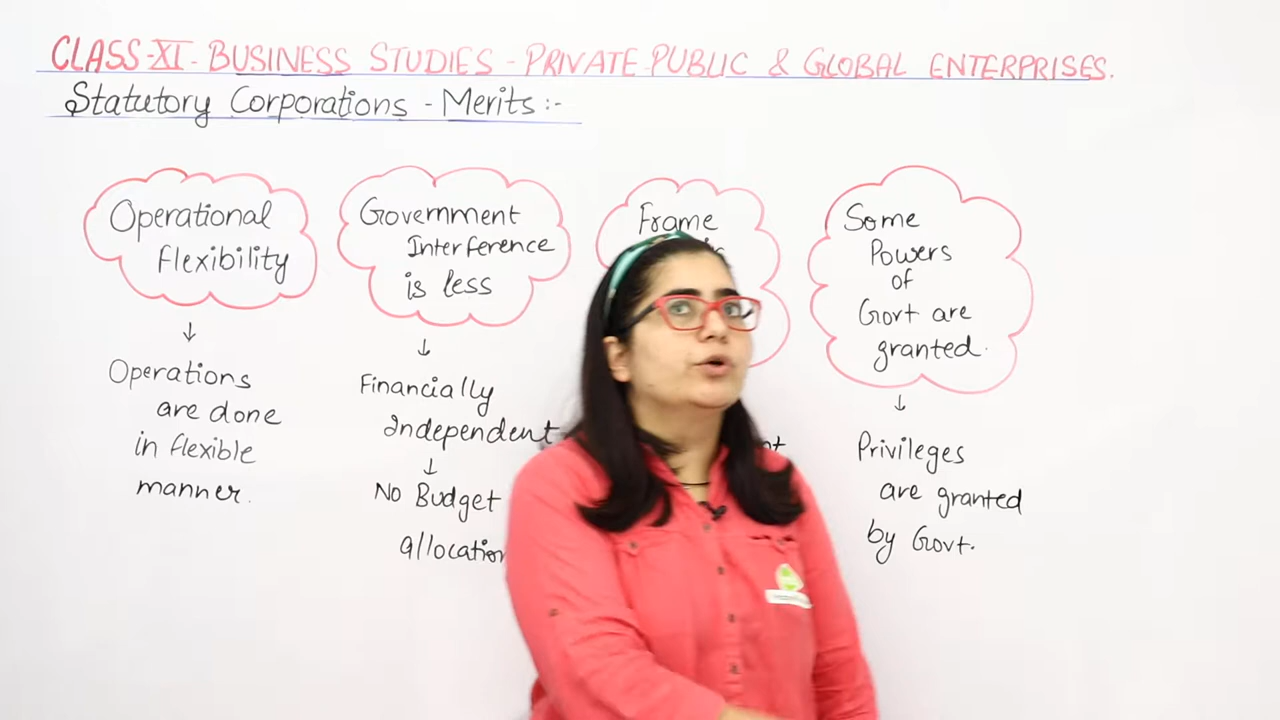 CLASS-XI- BUSINESS STUDIES - PRIVATE PUBLIC & GLOBAL ENTERPRISES.
Statutory Corporations - Merits :-
Operational
Flexibility
↓
Operations
are done
in flexible
manner.
Government
Interference
is less
↓
Financially
Independent
↓
No Budget
allocation
Frame
Some
Powers
of
Govt are
granted.
↓
Privileges
are granted
by Govt.